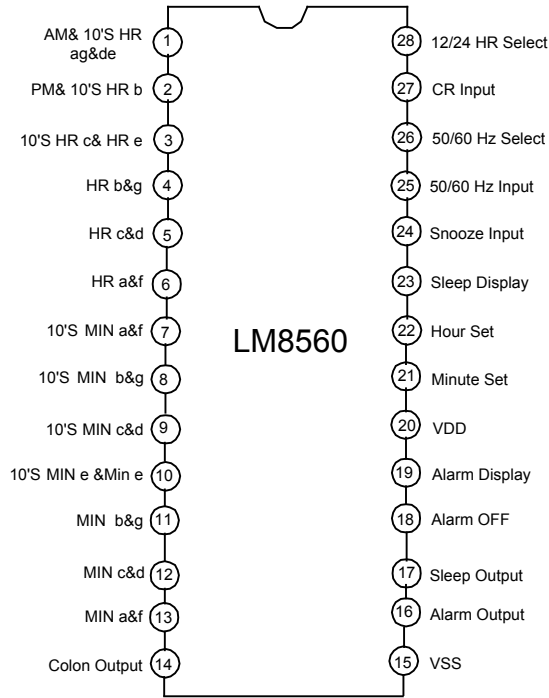 AM& 10'S HR
ag&de
1
PM& 10'S HR b 2
10'S HR c& HR e 3
HR b&g 4
HR c&d 5
HR a&f 6
10'S MIN a&f 7
10'S MIN b&g 8
10'S MIN c&d 9
10'S MIN e &Min e 10
MIN b&g 11
MIN c&d 12
MIN a&f 13
Colon Output 14
LM8560
28 12/24 HR Select
27 CR Input
26 50/60 Hz Select
25 50/60 Hz Input
24 Snooze Input
23 Sleep Display
22 Hour Set
21 Minute Set
20 VDD
19 Alarm Display
18 Alarm OFF
17 Sleep Output
16 Alarm Output
15 VSS